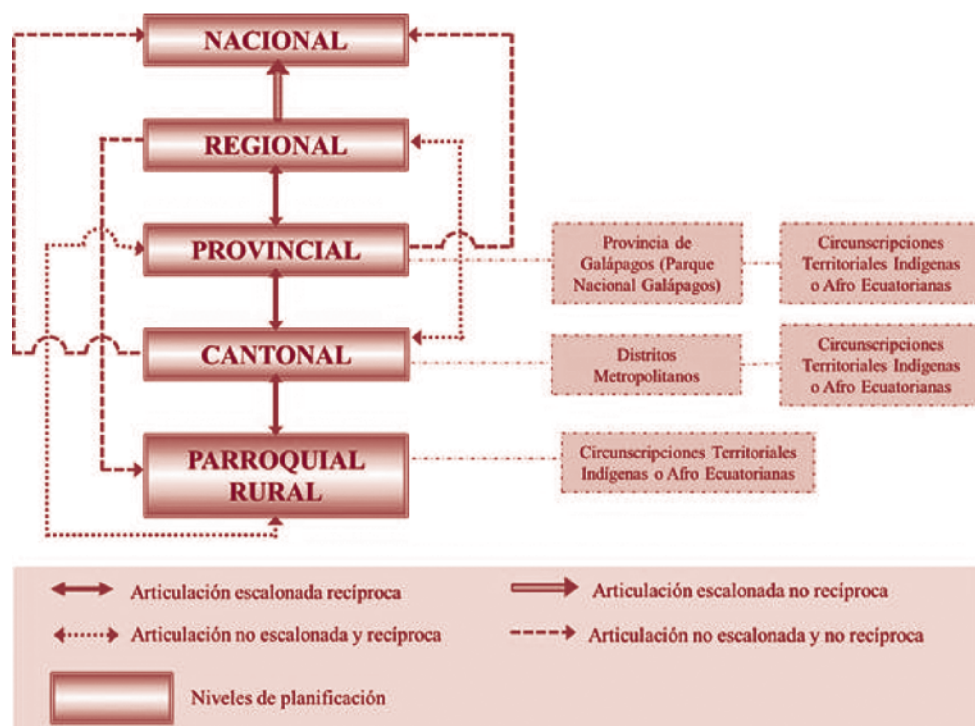 NACIONAL
REGIONAL
PROVINCIAL
Provincia de
Galápagos (Parque
Nacional Galápagos)
Circunscripciones
Territoriales Indígenas
o Afro Ecuatorianas
CANTONAL
Distritos
Metropolitanos
Circunscripciones
Territoriales Indígenas
o Afro Ecuatorianas
PARROQUIAL
RURAL
Circunscripciones Territoriales
Indígenas o Afro Ecuatorianas
Articulación escalonada recíproca
Articulación escalonada no recíproca
Articulación no escalonada y recíproca
Articulación no escalonada y no recíproca
Niveles de planificación